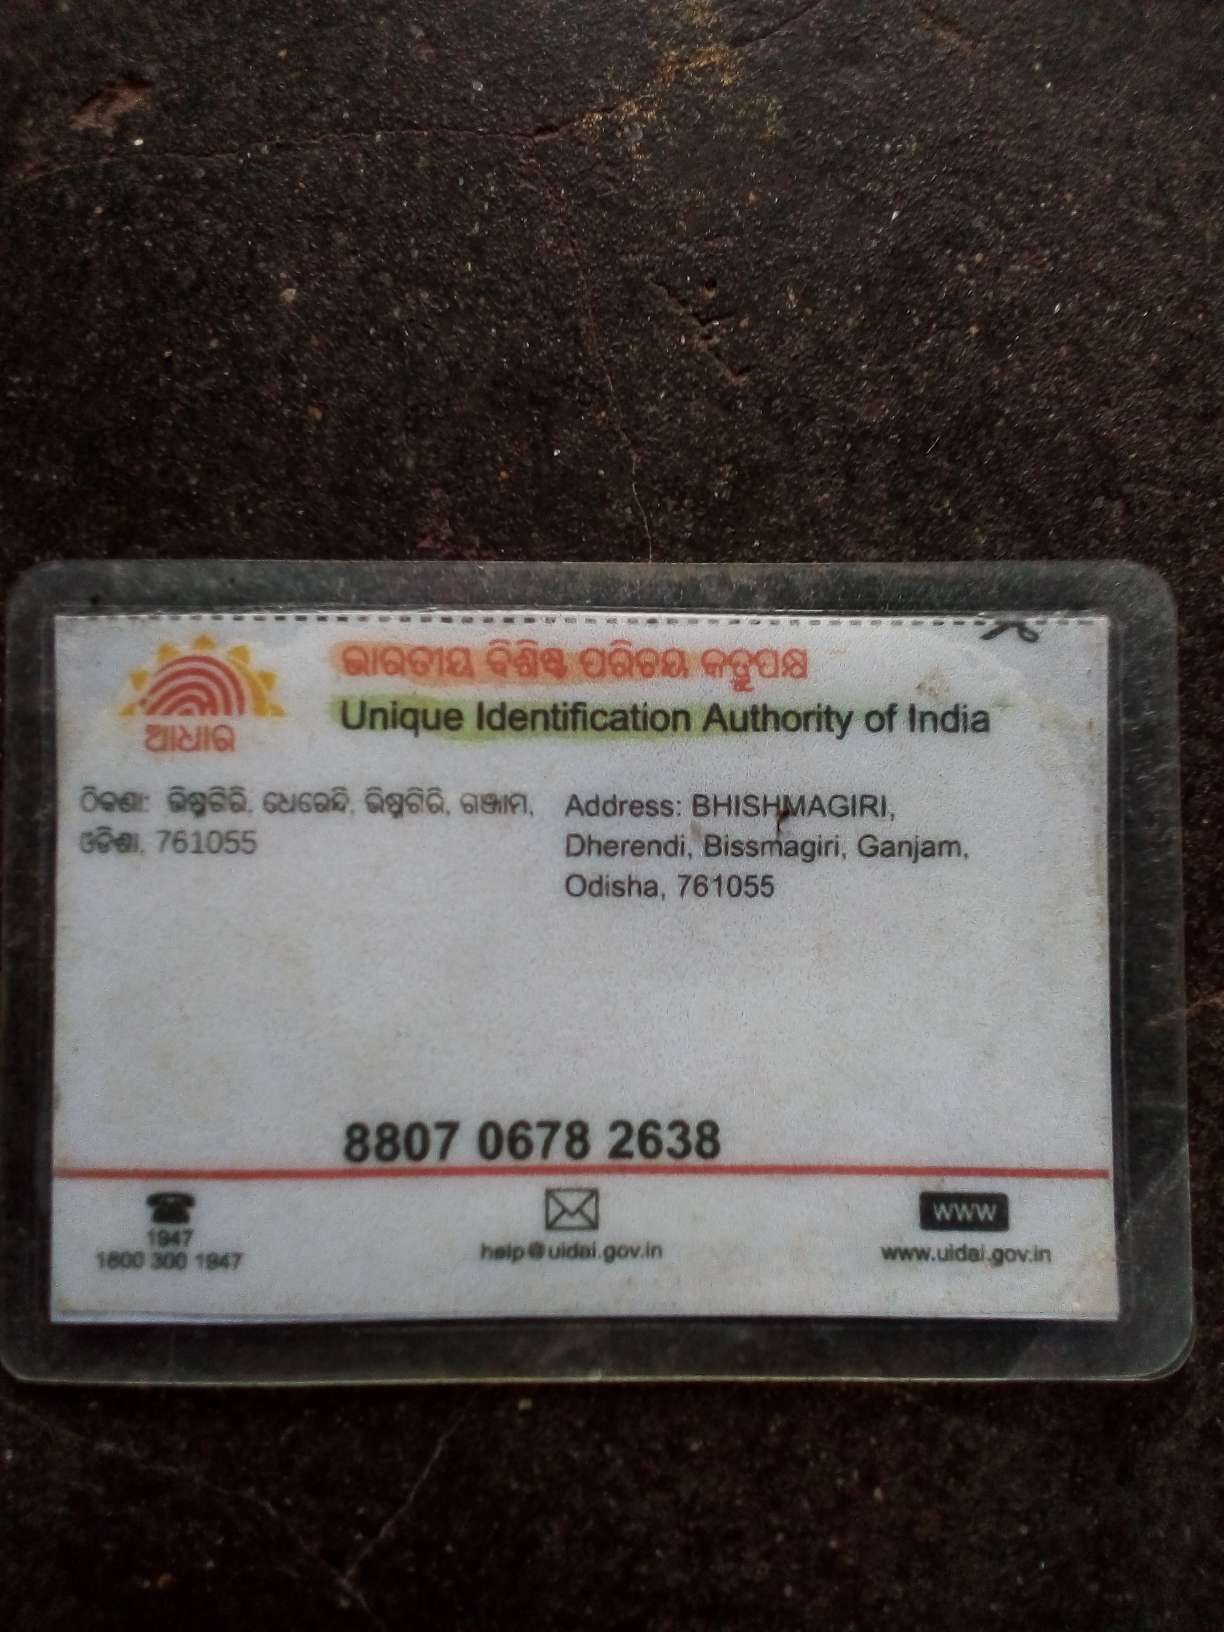 ଭାରତୀୟ ବିଶିଷ୍ଟ ପରିଚୟ କର୍ତ୍ତୃପକ୍ଷ
Unique Identification Authority of India
ଆଧାର
ଠିକଣା: ଭିଷ୍ମଗିରି, ଧେରେନ୍ଦି, ଭିଷ୍ମଗିରି, ଗଞ୍ଜାମ,
ଓଡିଶା, 761055
Address: BHISHMAGIRI,
Dherendi, Bissmagiri, Ganjam,
Odisha, 761055
8807 0678 2638
1947
1800 300 1947
help@uidai.gov.in
WWW
www.uidai.gov.in